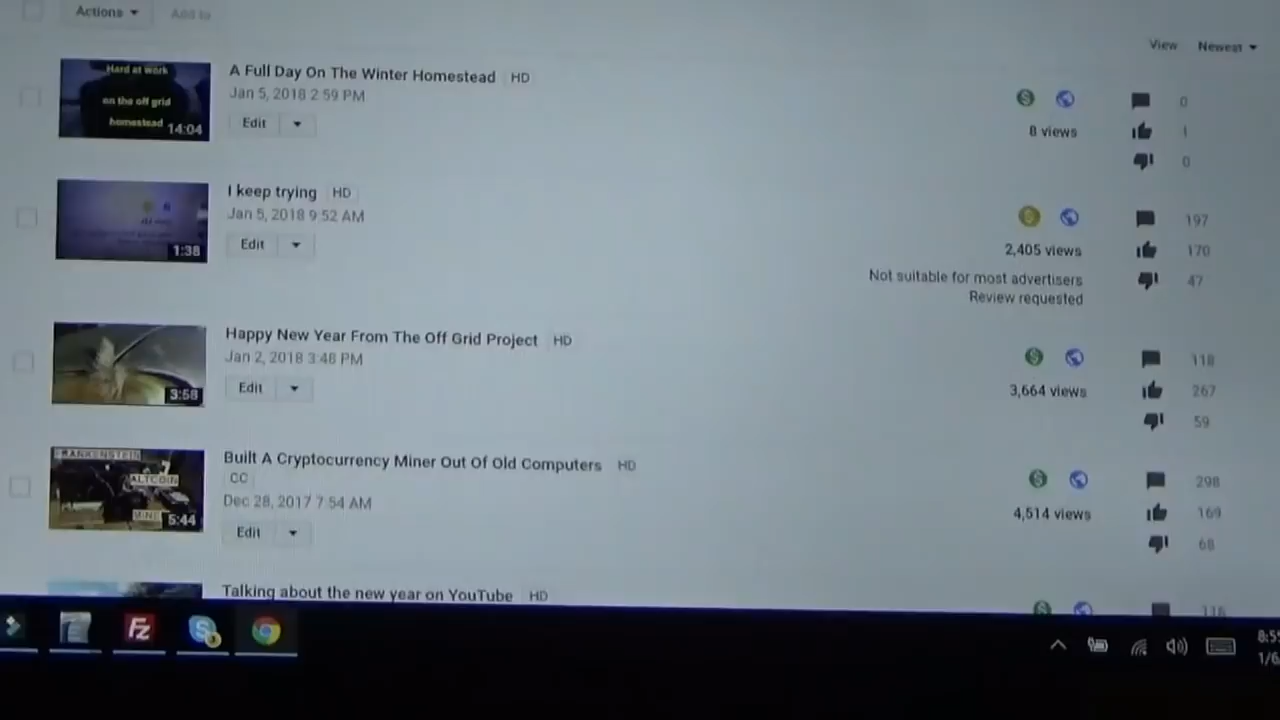 Actions
Add to
View Newest
Hard at work
on the off grid
homestead
14:04
A Full Day On The Winter Homestead HD
Jan 5, 2018 2 59 PM
Edit
0
8 views
1
0
1:38
I keep trying HD
Jan 5, 2018 9 52 AM
Edit
197
2,405 views
170
Not suitable for most advertisers
47
Review requested
3:58
Happy New Year From The Off Grid Project HD
Jan 2, 2018 3:48 PM
Edit
118
3,664 views
267
59
FRANKENSTEIN
ALTCOIN
5:44
Built A Cryptocurrency Miner Out Of Old Computers HD
CC
Dec 28, 2017 7 54 AM
Edit
298
4,514 views
169
68
Talking about the new year on YouTube HD
Fz
S